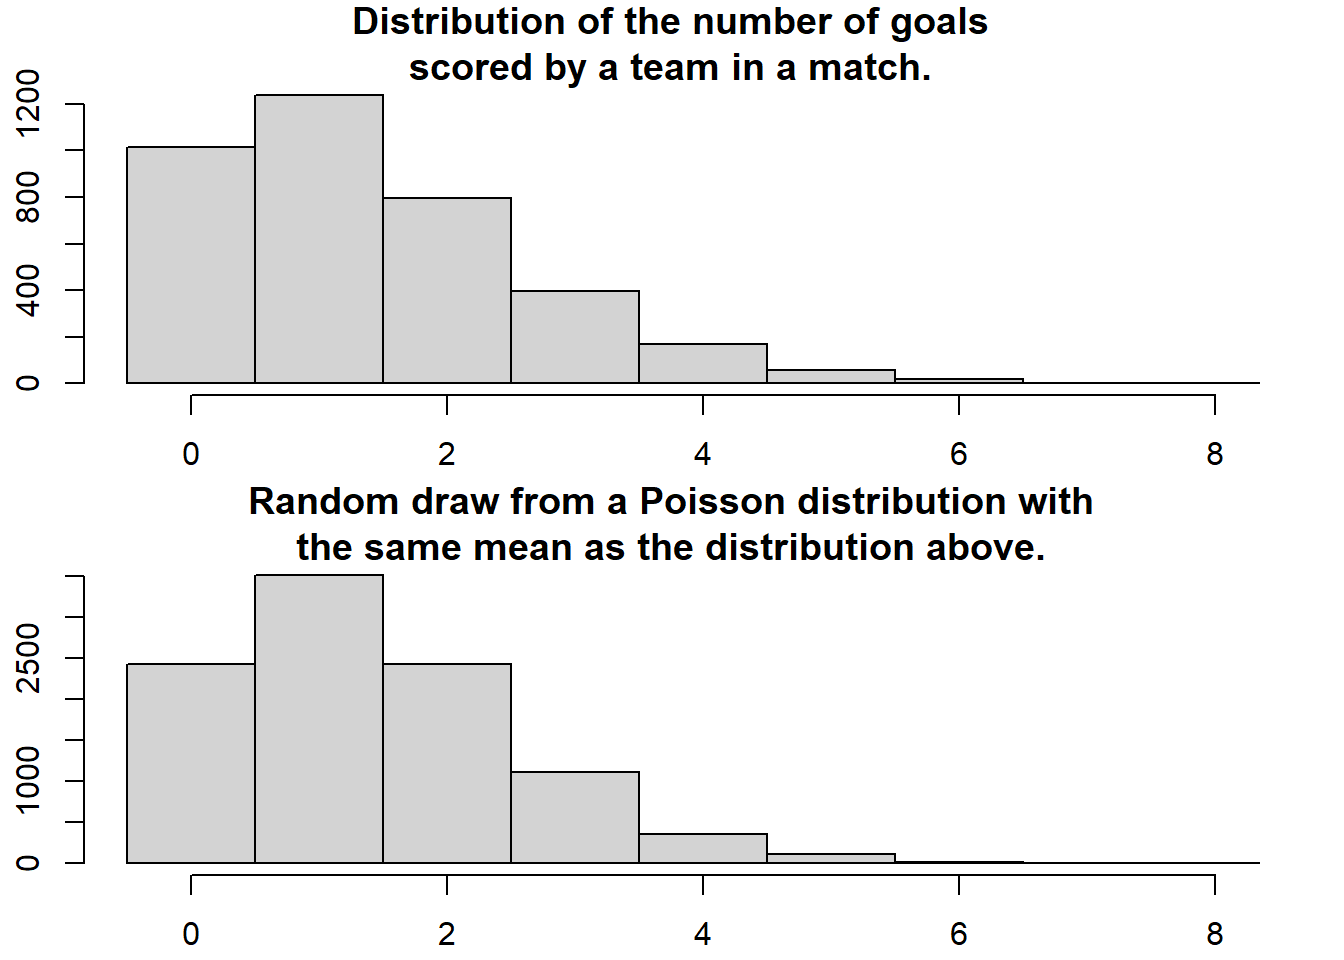 Distribution of the number of goals
scored by a team in a match.
1200
800
400
0
0 2 4 6 8
Random draw from a Poisson distribution with
the same mean as the distribution above.
2500
1000
0
0 2 4 6 8